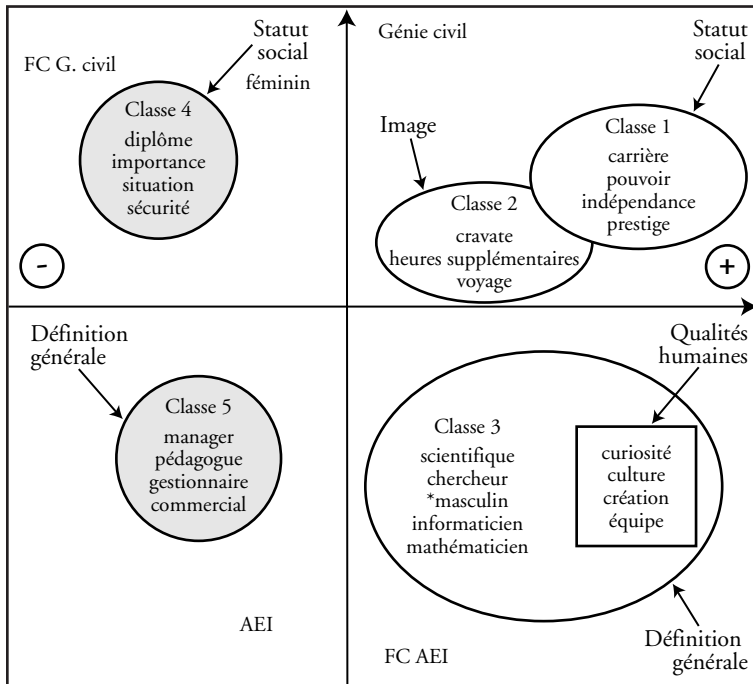 FC G. civil
Statut
social
féminin
Classe 4
diplôme
importance
situation
sécurité
-
Génie civil
Statut
social
Image
Classe 1
carrière
pouvoir
indépendance
prestige
Classe 2
cravate
heures supplémentaires
voyage
+
Définition
générale
Classe 5
manager
pédagogue
gestionnaire
commercial
AEI
Qualités
humaines
Classe 3
scientifique
chercheur
*masculin
informaticien
mathématicien
curiosité
culture
création
équipe
Définition
générale
FC AEI